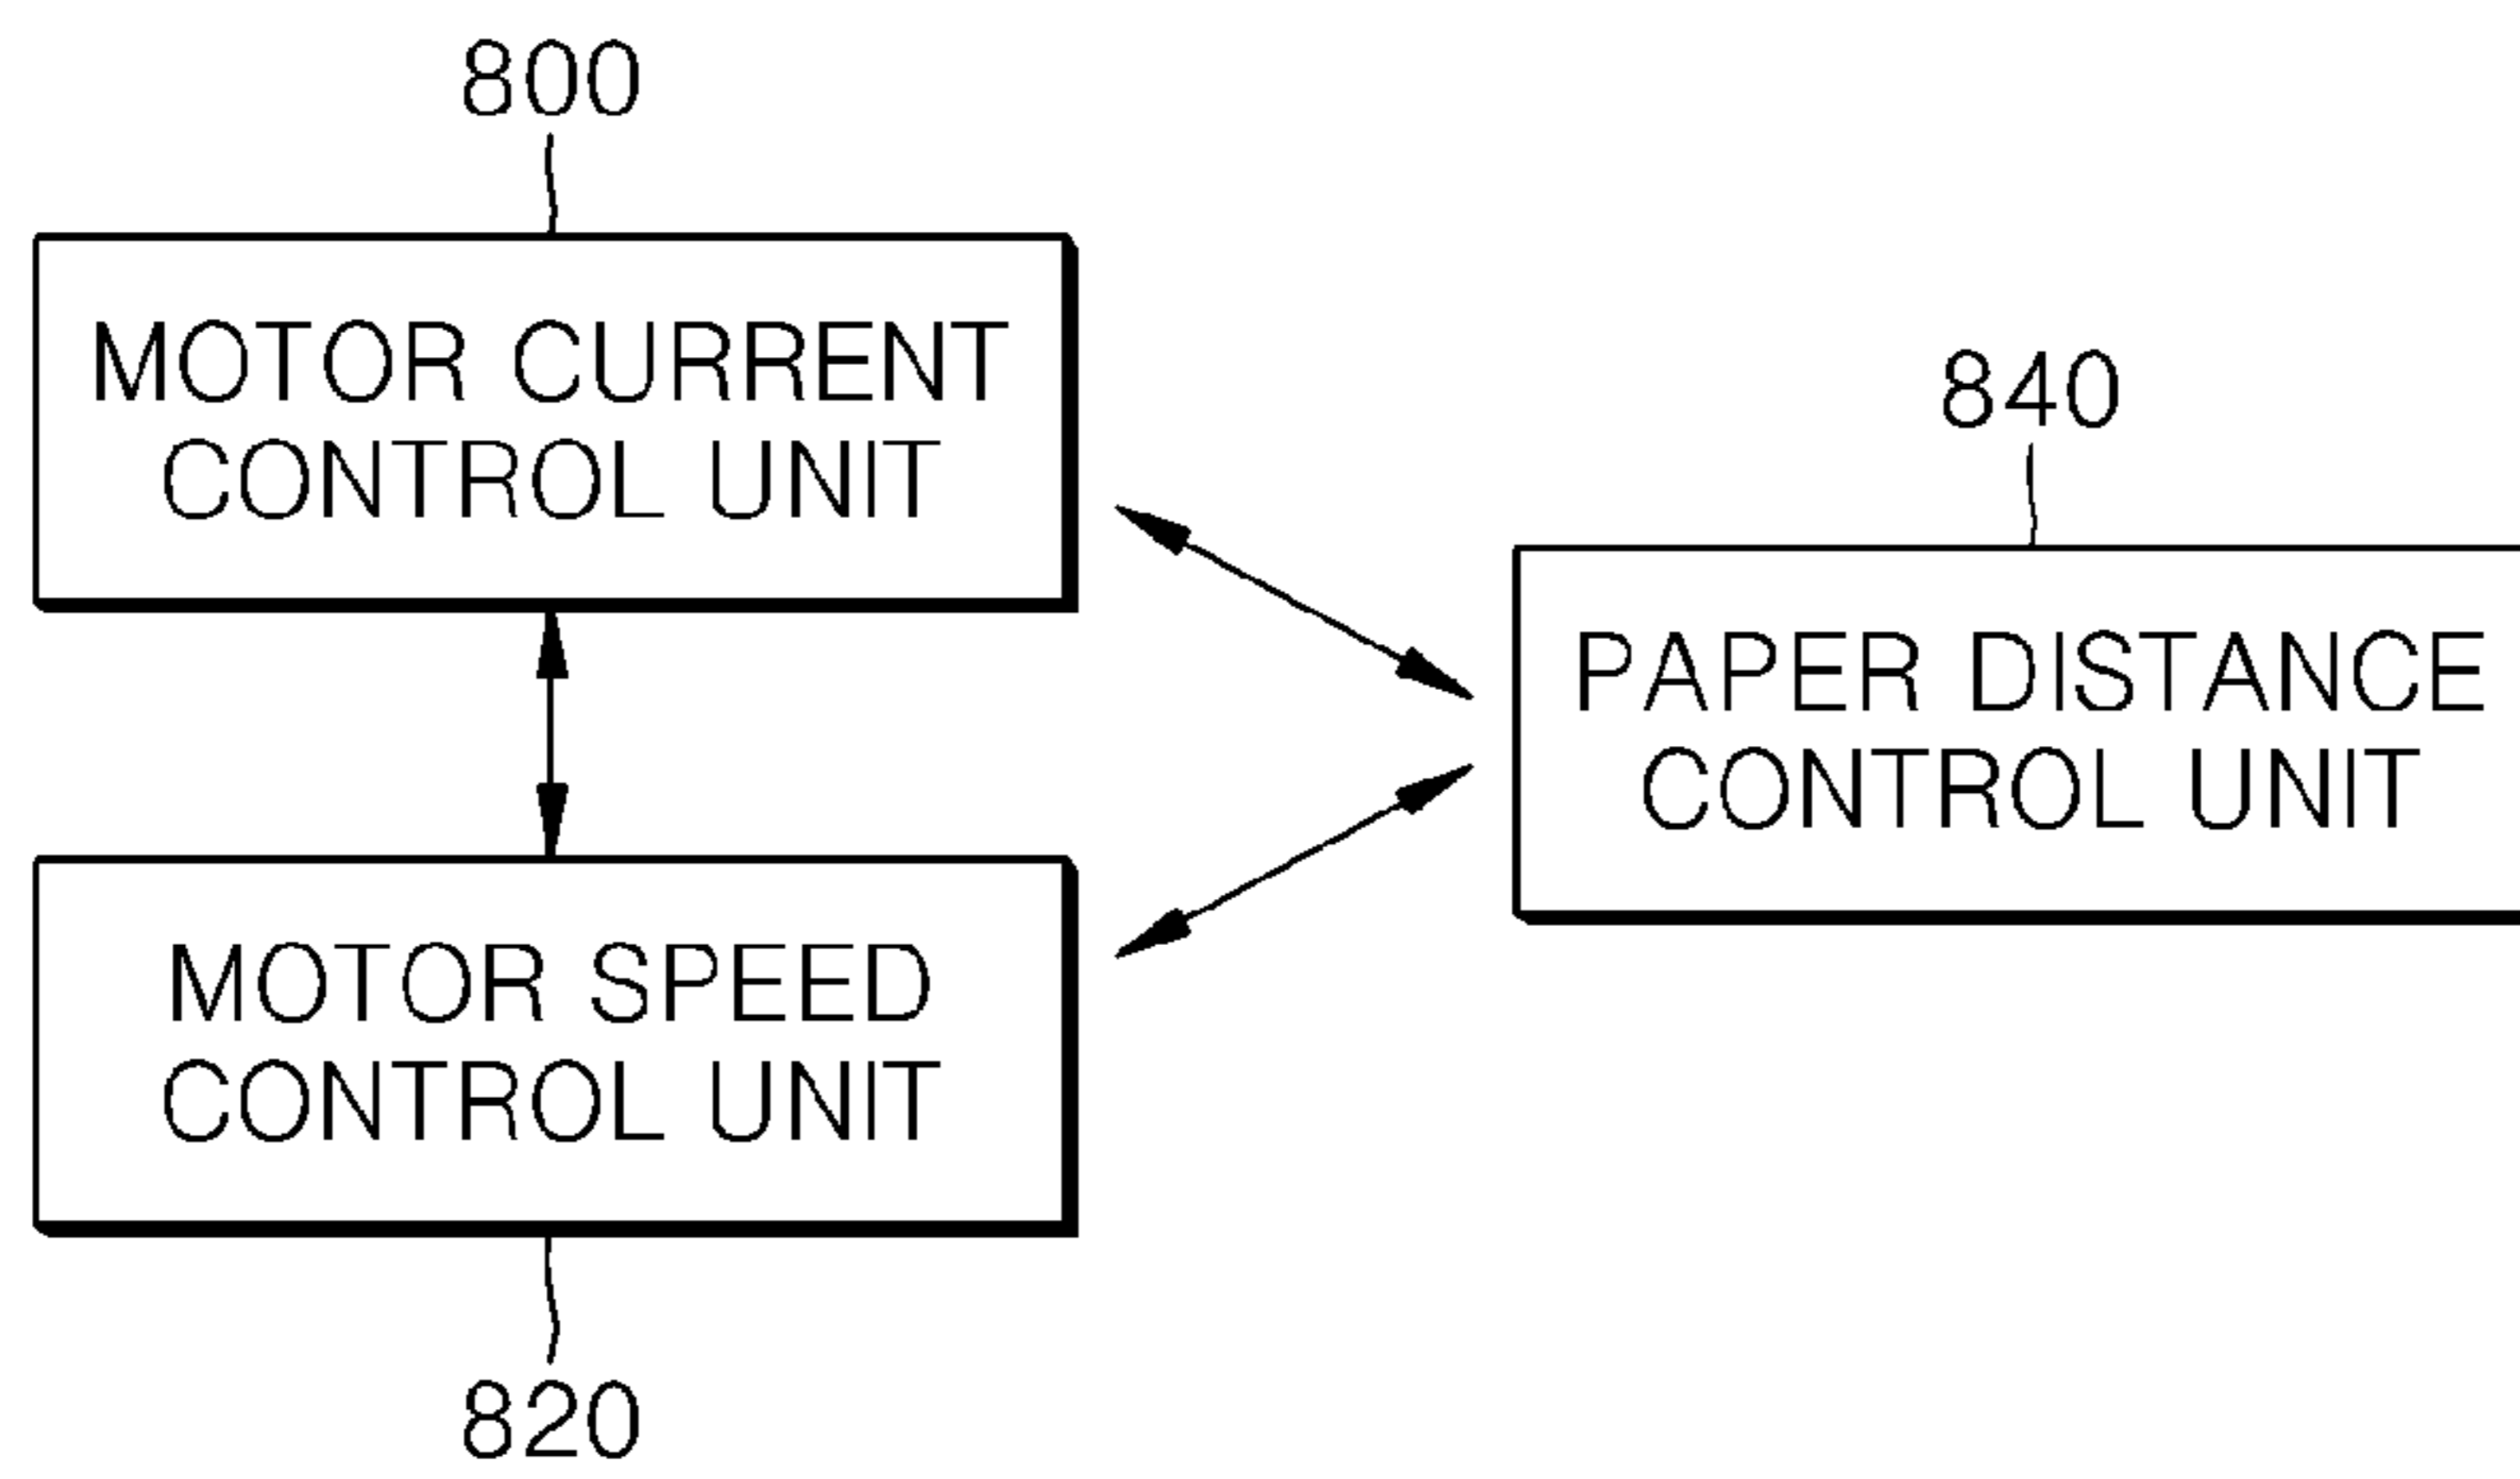 800
MOTOR CURRENT
CONTROL UNIT
840
PAPER DISTANCE
CONTROL UNIT
MOTOR SPEED
CONTROL UNIT
820